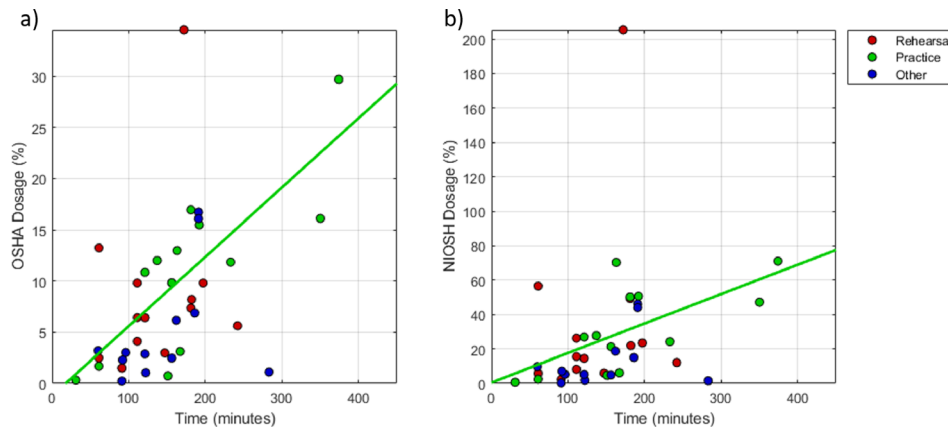 a)
OSHA Dosage (%)
30
25
20
15
10
5
0
0 100 200 300 400
Time (minutes)
b)
NIOSH Dosage (%)
200
180
160
140
120
100
80
60
40
20
0
0 100 200 300 400
Time (minutes)
Rehearsa
Practice
Other